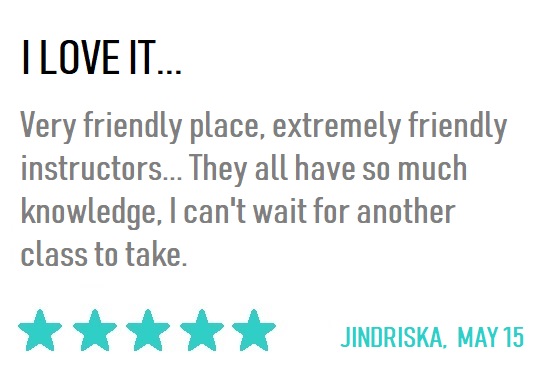 I LOVE IT...
Very friendly place, extremely friendly
instructors... They all have so much
knowledge, I can't wait for another
class to take.
JINDRISKA, MAY 15